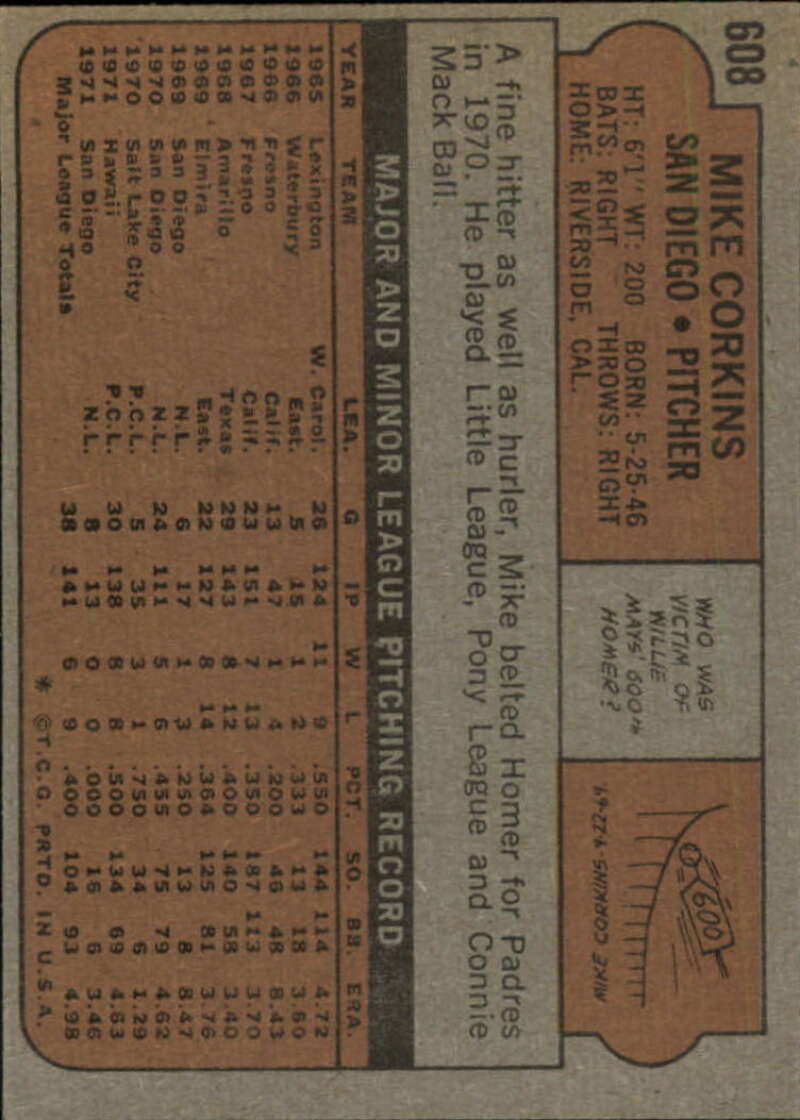 608
MIKE CORKINS
SAN DIEGO • PITCHER
HT: 6'1" WT: 200 BORN: 5-25-46
BATS: RIGHT THROWS: RIGHT
HOME: RIVERSIDE, CAL.
WHO WAS
VICTIM OF
WILLIE
MAYS' 600TH
HOMER?
600
MIKE CORKINS 9-22-69
A fine hitter as well as hurler, Mike belted Homer for Padres
in 1970. He played Little League, Pony League and Connie
Mack Ball.
MAJOR AND MINOR LEAGUE PITCHING RECORD
YEAR TEAM LEA. G IP W L PCT. SO. BB. ERA.
1965 Lexington W. Carol. 26 124 11 9 .550 144 114 4.72
1966 Waterbury East. 5 15 1 2 .333 13 18 3.60
1966 Fresno Calif. 13 47 1 4 .200 46 48 8.43
1967 Fresno Calif. 23 151 7 13 .350 187 113 3.70
1968 Amarillo Texas 29 143 8 12 .400 140 58 3.40
1969 Elmira East. 22 127 8 14 .364 125 81 3.76
1969 San Diego N.L. 6 17 1 3 .250 13 8 8.47
1970 San Diego N.L. 24 111 5 6 .455 75 79 4.62
1970 Salt Lake City P.C.L. 5 35 3 1 .750 34 6 1.29
1971 Hawaii P.C.L. 30 138 8 8 .500 134 69 4.63
1971 San Diego N.L. 8 13 0 0 .000 16 6 3.46
Major League Totals 38 141 6 9 .400 104 93 4.98
* ©T.C.G. PRTD. IN U.S.A.